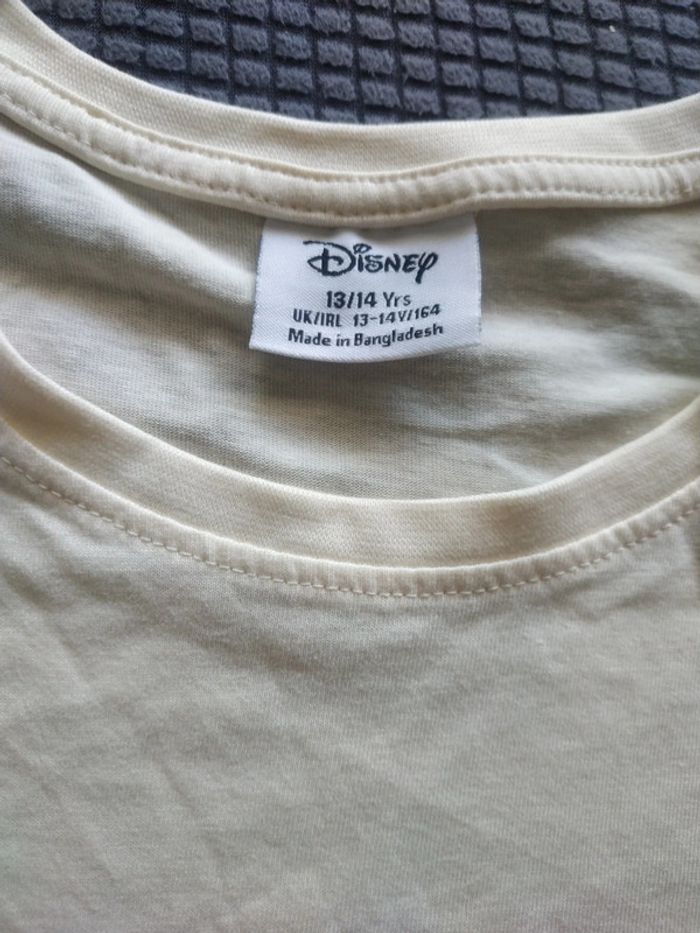 Disney
13/14 Yrs
UK/IRL 13-14Y/164
Made in Bangladesh